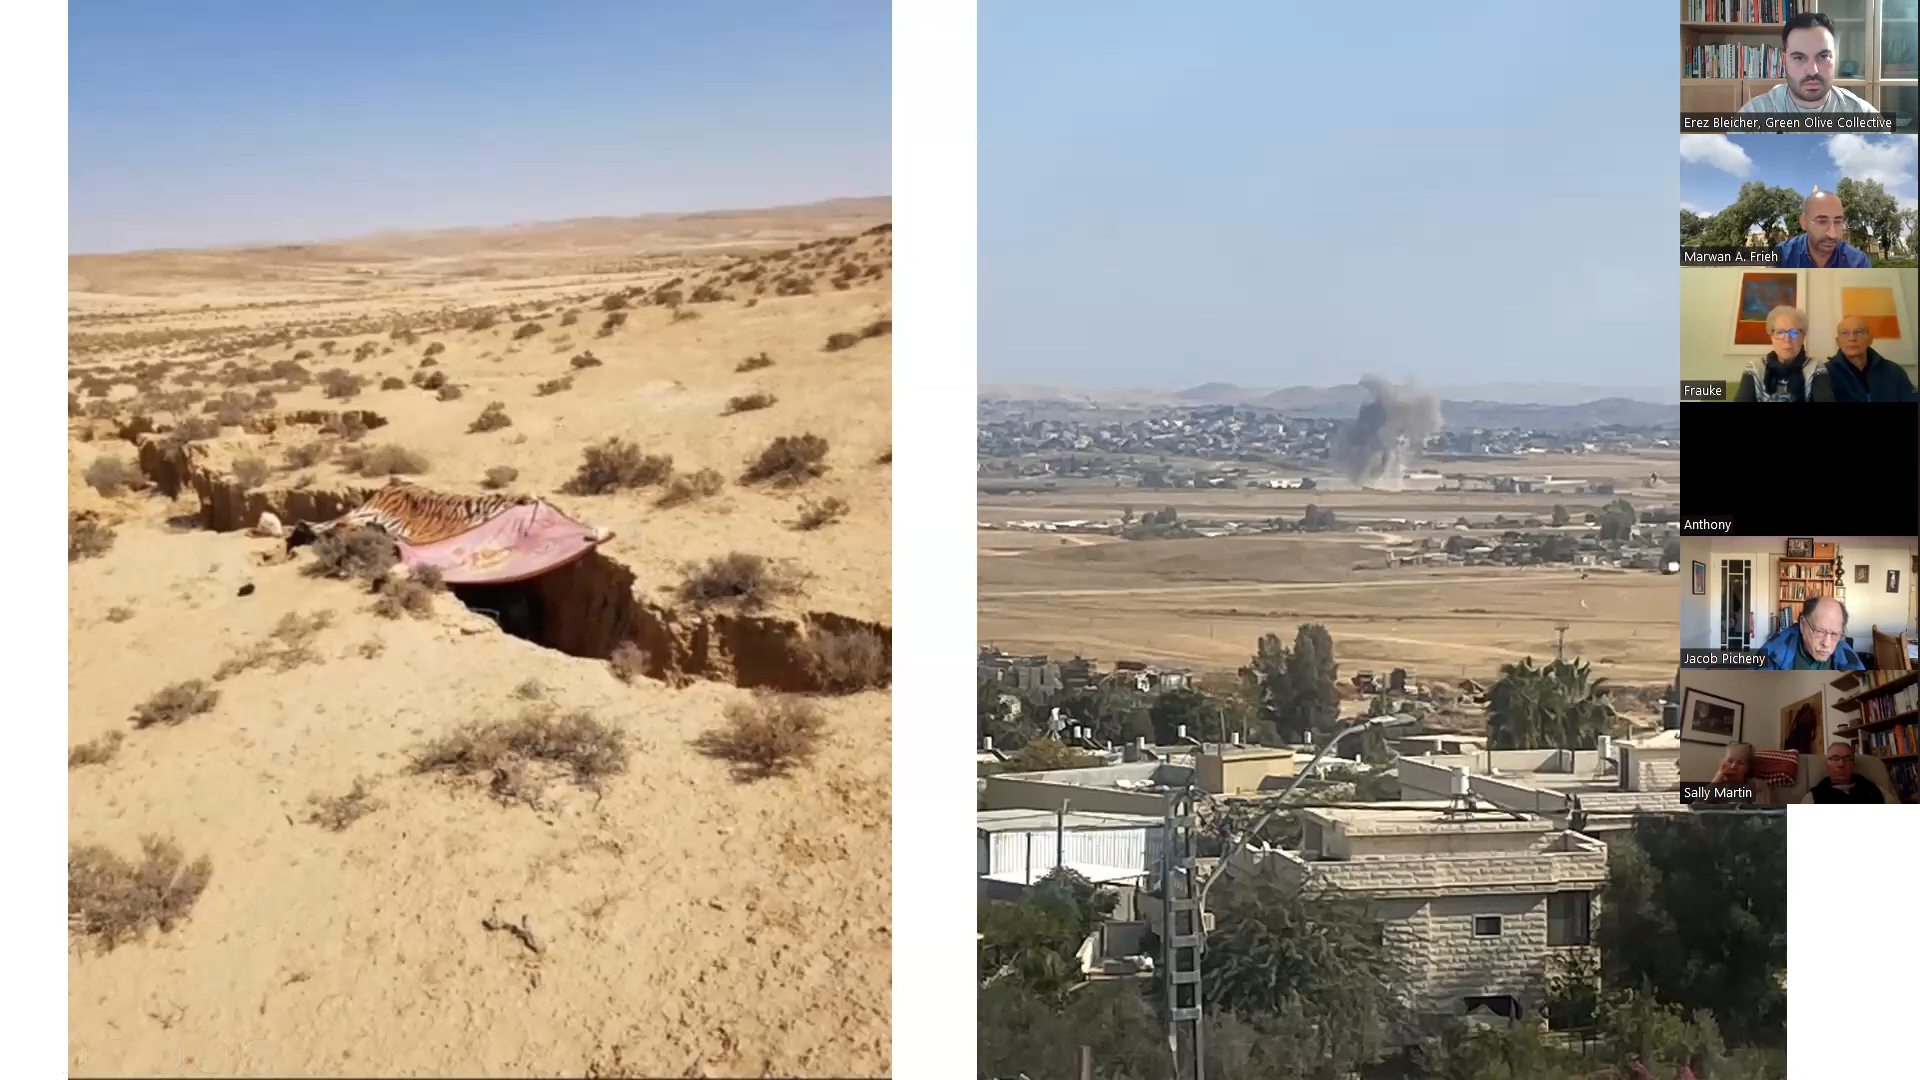 Erez Bleicher, Green Olive Collective
Marwan A. Frieh
Frauke
Anthony
Jacob Picheny
Sally Martin